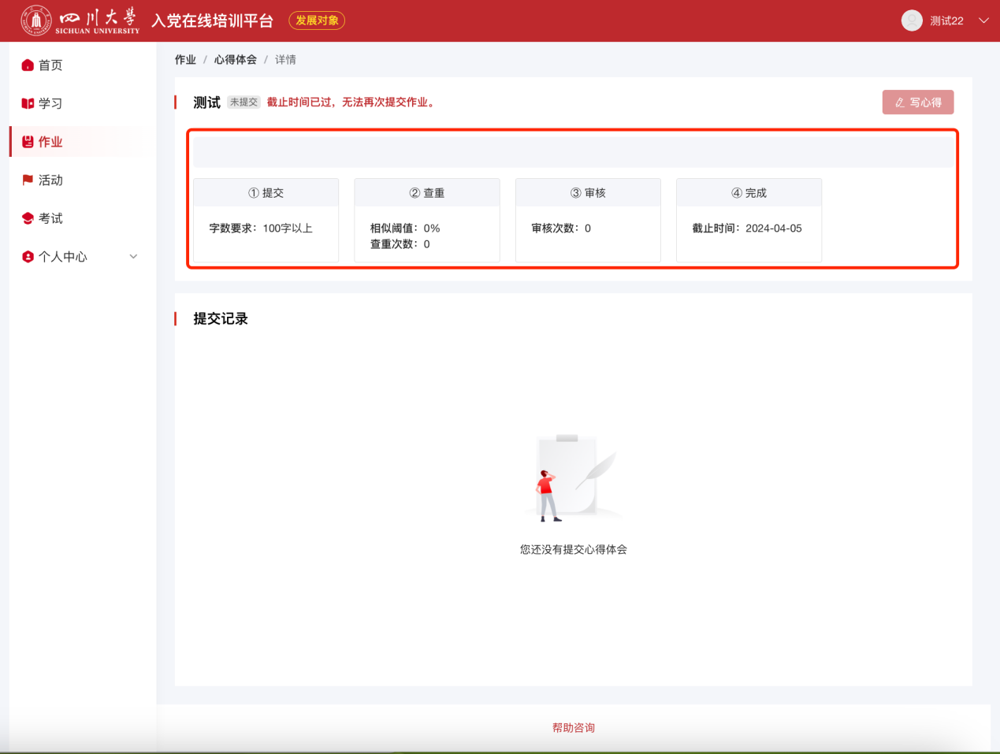 四川大学
SICHUAN UNIVERSITY
入党在线培训平台
发展对象
测试22
首页
学习
作业
活动
考试
个人中心
作业 / 心得体会 / 详情
测试 未提交 截止时间已过，无法再次提交作业。
写心得
① 提交
字数要求：100字以上
② 查重
相似阈值：0%
查重次数：0
③ 审核
审核次数：0
④ 完成
截止时间：2024-04-05
提交记录
您还没有提交心得体会
帮助咨询